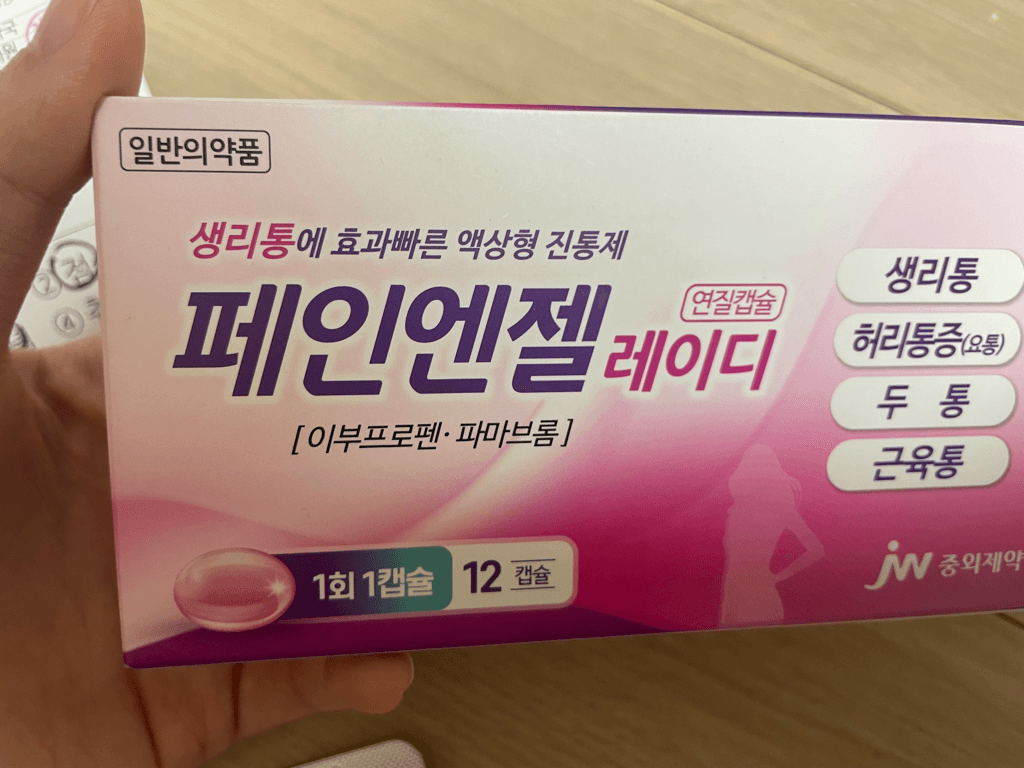 일반의약품
생리통에 효과빠른 액상형 진통제
페인엔젤 레이디
연질캡슐
[이부프로펜·파마브롬]
1회 1캡슐 12 캡슐
생리통
허리통증(요통)
두 통
근육통
JW 중외제약